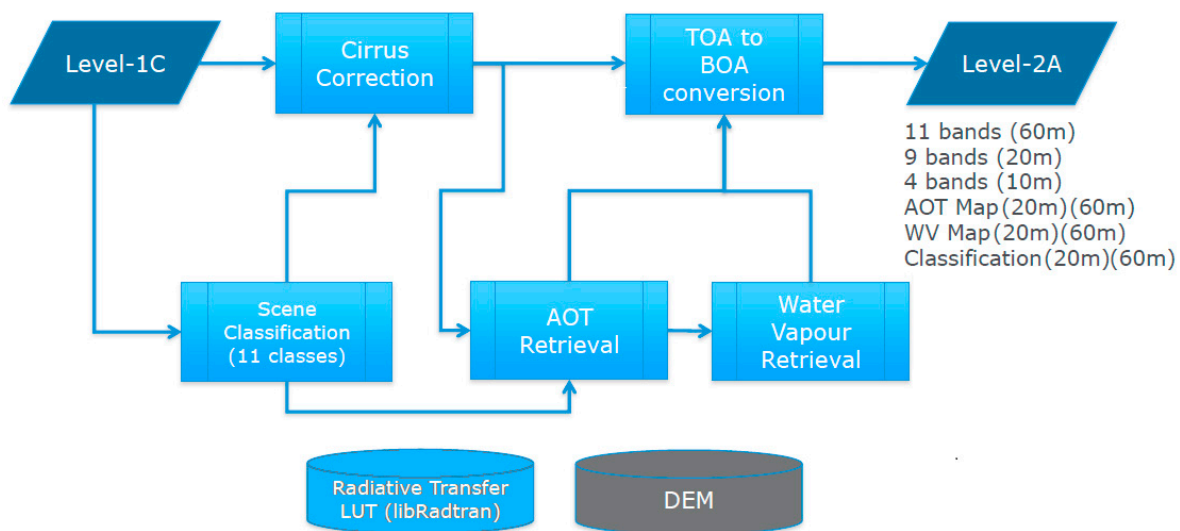 Level-1C
Cirrus
Correction
TOA to
BOA
conversion
Level-2A
11 bands (60m)
9 bands (20m)
4 bands (10m)
AOT Map(20m)(60m)
WV Map(20m)(60m)
Classification(20m)(60m)
Scene
Classification
(11 classes)
AOT
Retrieval
Water
Vapour
Retrieval
Radiative Transfer
LUT (libRadtran)
DEM